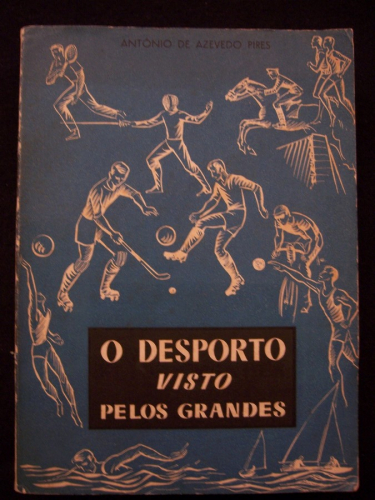 ANTÓNIO DE AZEVEDO PIRES
O DESPORTO
VISTO
PELOS GRANDES